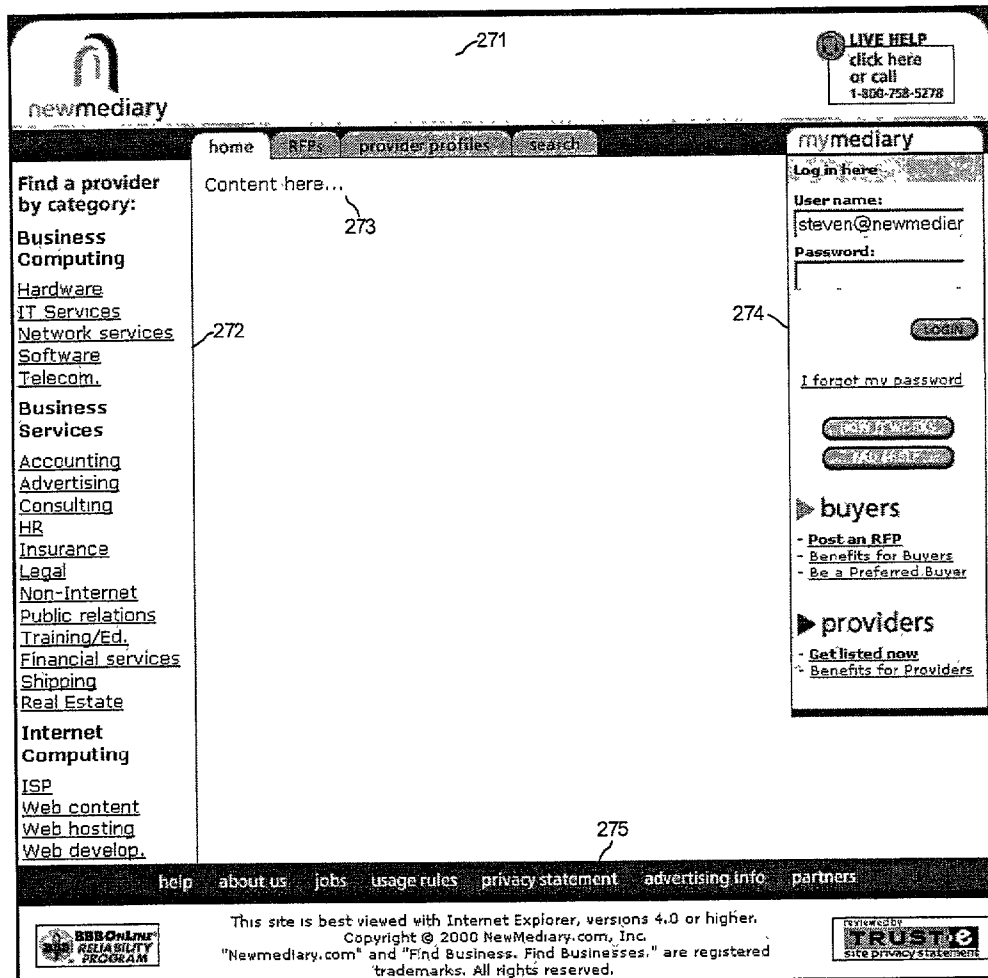 271
LIVE HELP
click here
or call
1-800-758-5278
newmediary
home RFPs provider profiles search
mymediary
Find a provider
by category:
Business
Computing
Hardware
IT Services
Network services
Software
Telecom.
Business
Services
Accounting
Advertising
Consulting
HR
Insurance
Legal
Non-Internet
Public relations
Training/Ed.
Financial services
Shipping
Real Estate
Internet
Computing
ISP
Web content
Web hosting
Web develop.
272
Content here...
273
274
Log in here
User name:
steven@newmediar
Password:
LOGIN
I forgot my password
HOW IT WORKS
buyers
- Post an RFP
- Benefits for Buyers
- Be a Preferred Buyer
providers
- Get listed now
- Benefits for Providers
275
help about us jobs usage rules privacy statement advertising info partners
BBB
BBBOnLine
RELIABILITY
PROGRAM
This site is best viewed with Internet Explorer, versions 4.0 or higher.
Copyright © 2000 NewMediary.com, Inc.
"Newmediary.com" and "Find Business. Find Businesses." are registered
trademarks. All rights reserved.
reviewed by
TRUSTe
site privacy statement